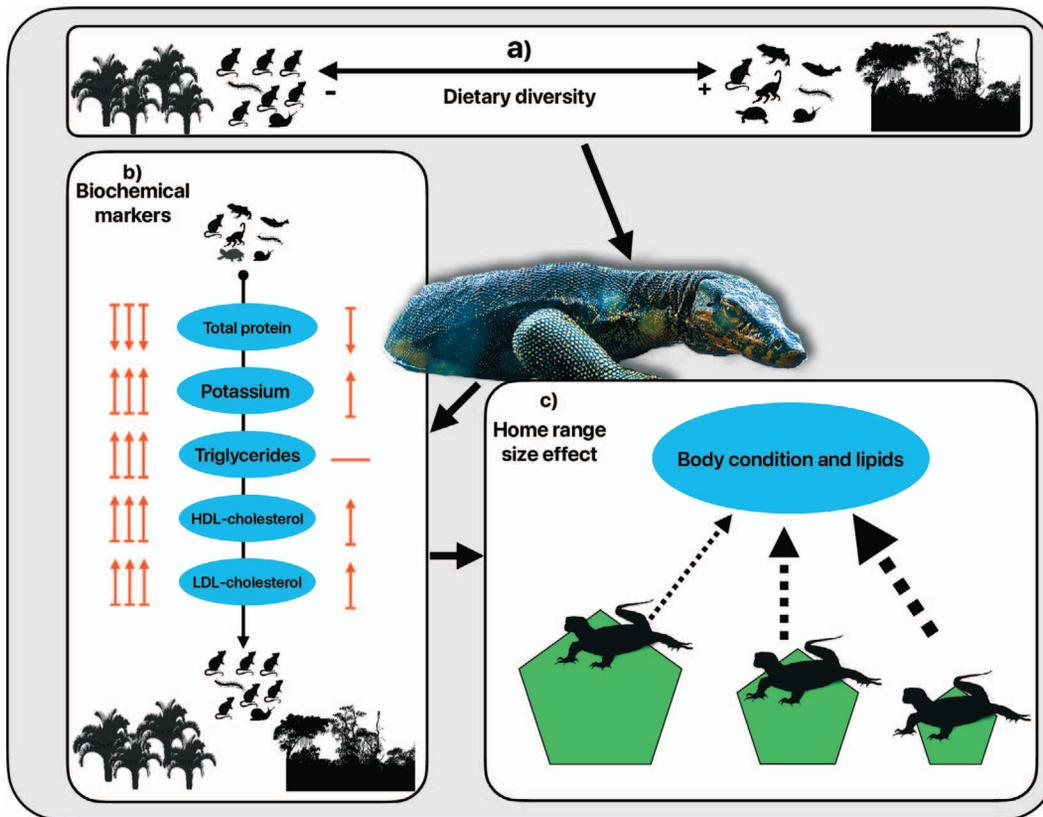 a)
- +
Dietary diversity
b)
Biochemical
markers
Total protein
Potassium
Triglycerides
HDL-cholesterol
LDL-cholesterol
c)
Home range
size effect
Body condition and lipids